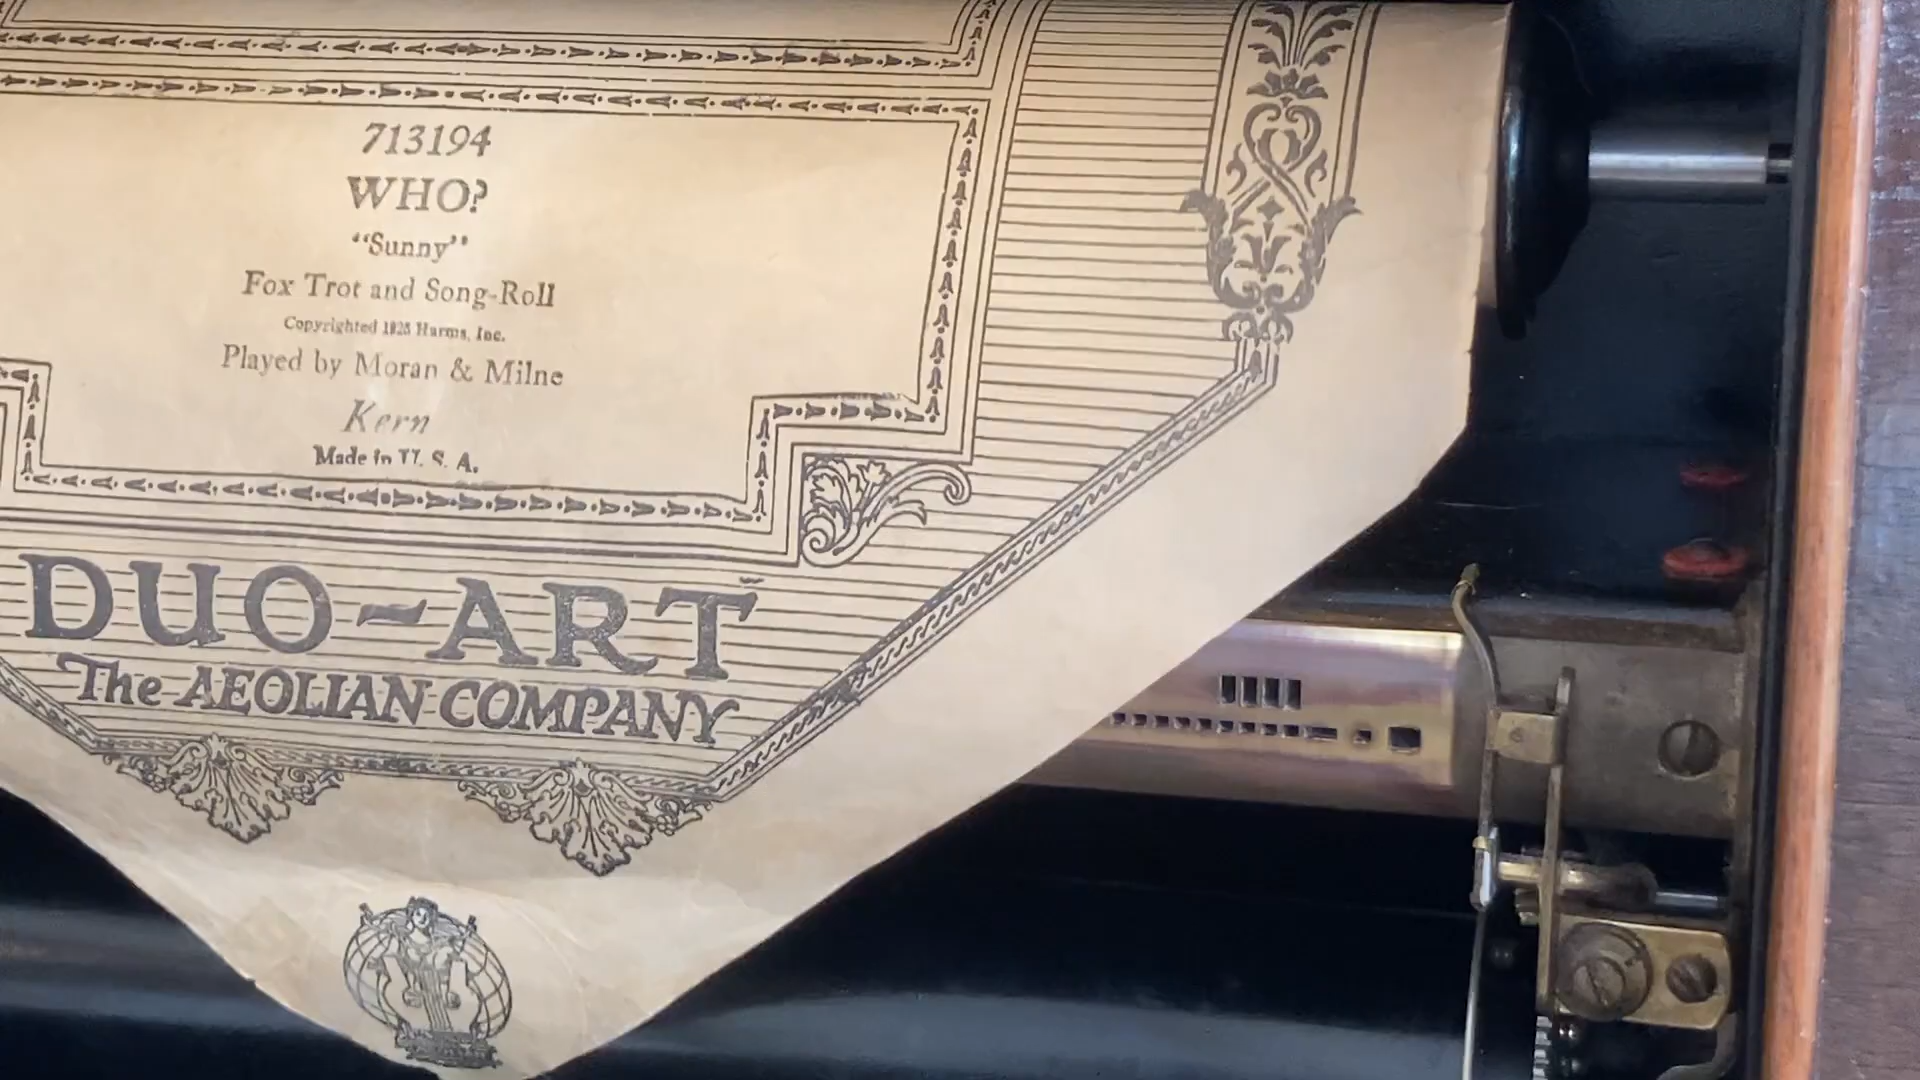 713194
WHO?
"Sunny"
Fox Trot and Song-Roll
Copyrighted 1925 Harms, Inc.
Played by Moran & Milne
Kern
Made in U. S. A.
DUO-ART
The AEOLIAN COMPANY